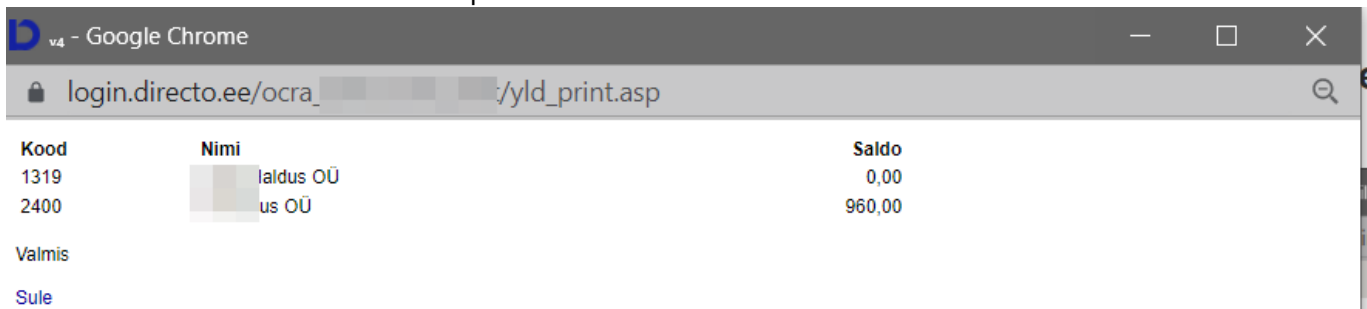 v4 - Google Chrome
login.directo.ee/ocra_ /yld_print.asp
Kood Nimi Saldo
1319 laldus OÜ 0,00
2400 us OÜ 960,00
Valmis
Sule